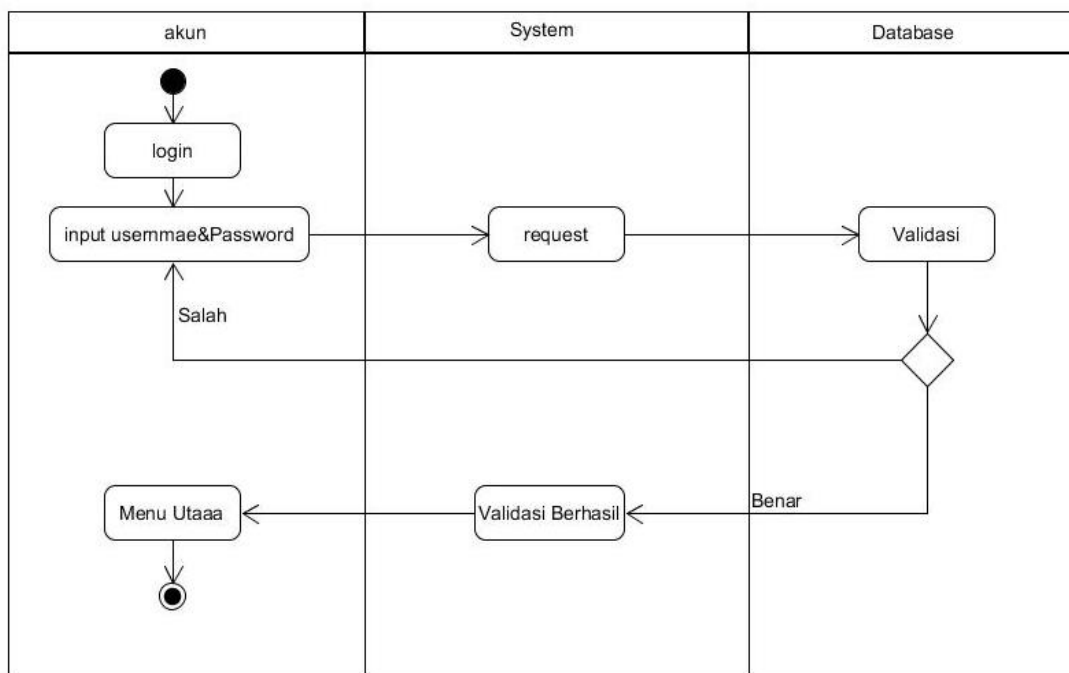 akun
System
Database
login
input usernmae&Password
request
Validasi
Salah
Benar
Menu Utaaa
Validasi Berhasil